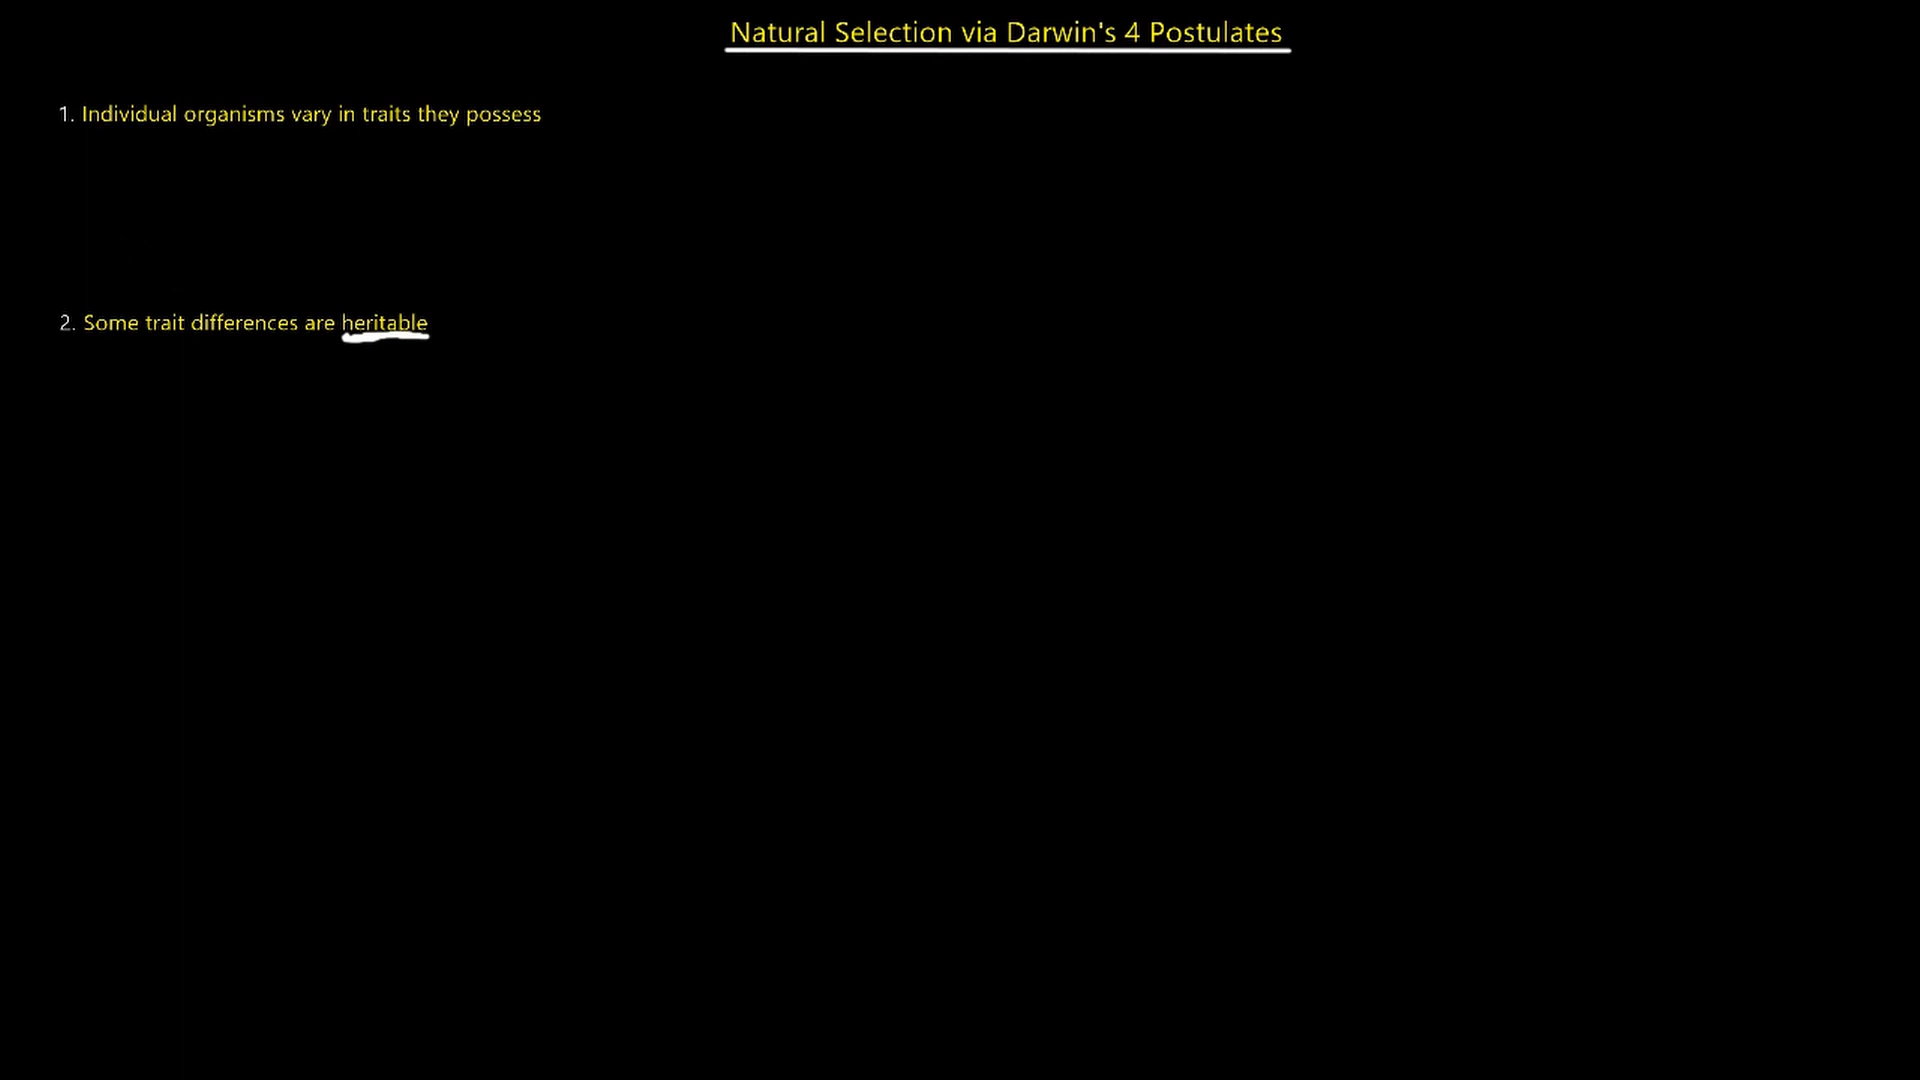 Natural Selection via Darwin's 4 Postulates
1. Individual organisms vary in traits they possess
2. Some trait differences are heritable